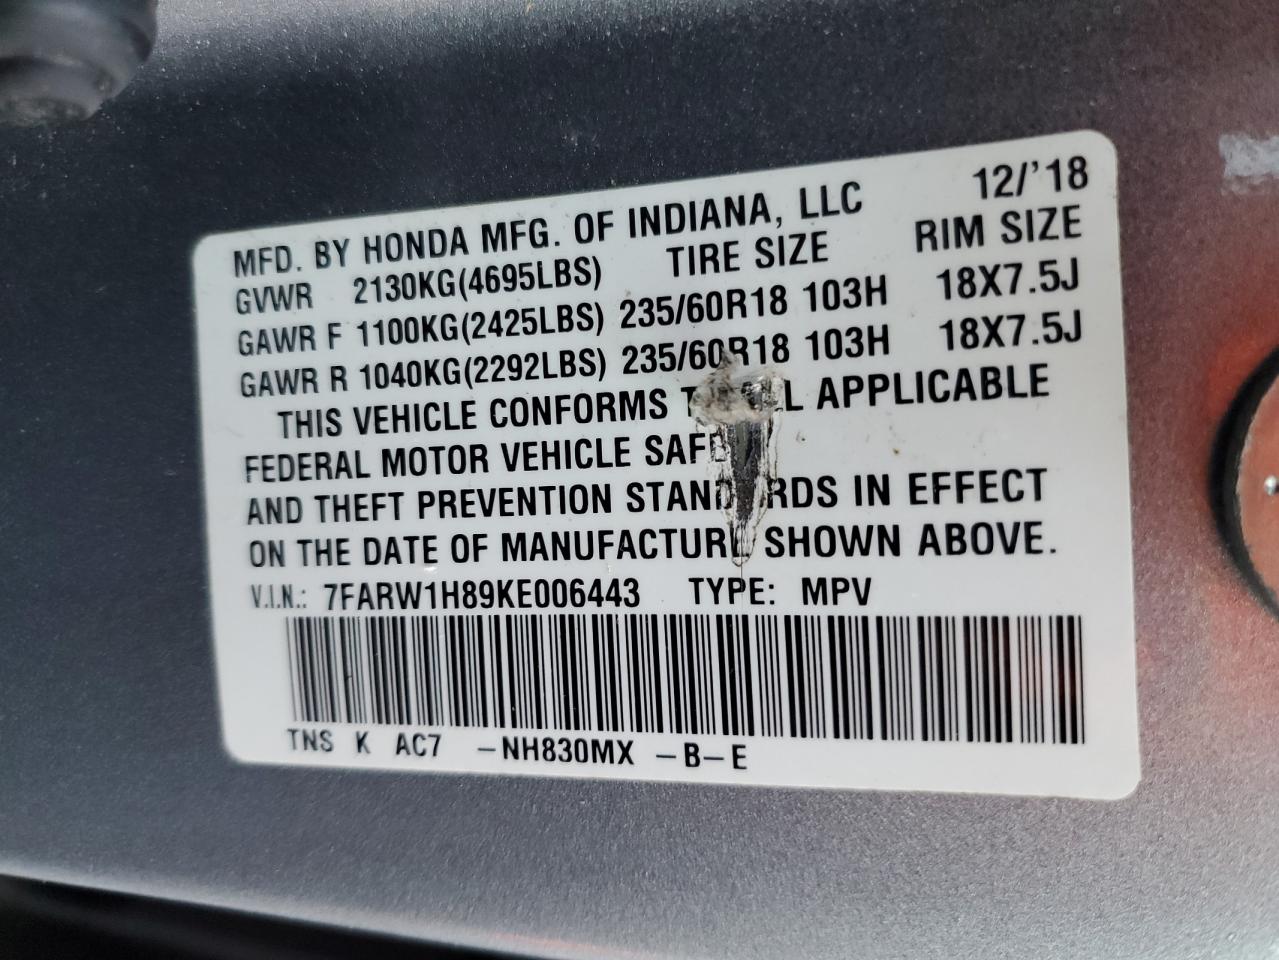 MFD. BY HONDA MFG. OF INDIANA, LLC 12/'18
GVWR 2130KG(4695LBS) TIRE SIZE RIM SIZE
GAWR F 1100KG(2425LBS) 235/60R18 103H 18X7.5J
GAWR R 1040KG(2292LBS) 235/60R18 103H 18X7.5J
THIS VEHICLE CONFORMS APPLICABLE
FEDERAL MOTOR VEHICLE
AND THEFT PREVENTION STANDARDS IN EFFECT
ON THE DATE OF MANUFACTURE SHOWN ABOVE.
V.I.N.: 7FARW1H89KE006443 TYPE: MPV
TNS K AC7 -NH830MX -B-E